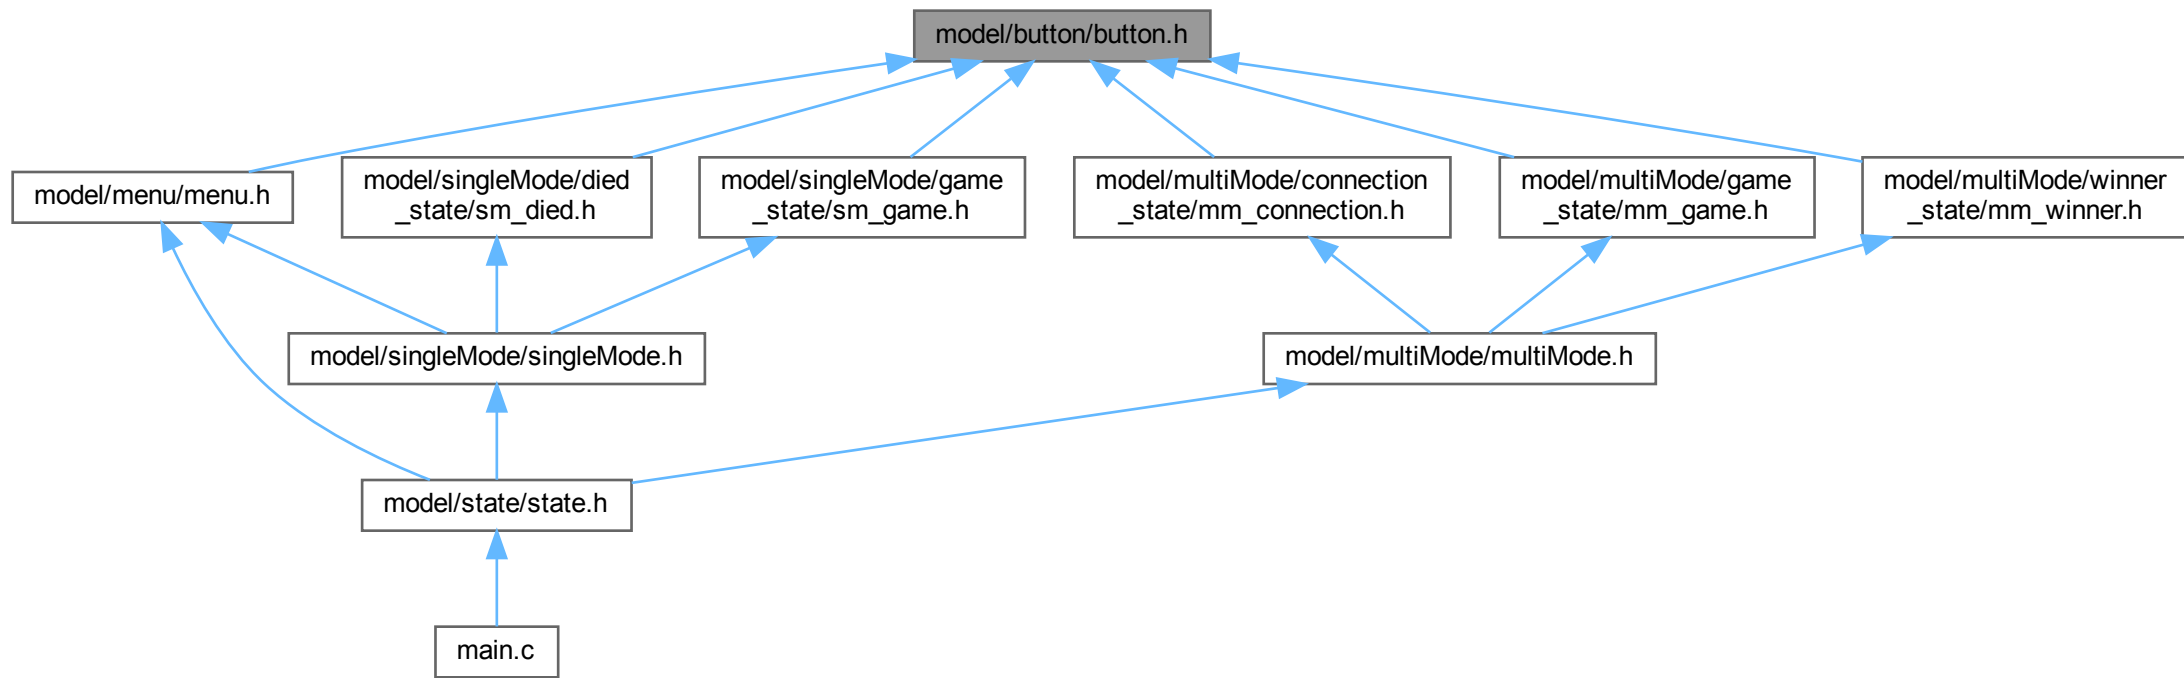 model/button/button.h
model/menu/menu.h
model/singleMode/died
_state/sm_died.h
model/singleMode/game
_state/sm_game.h
model/multiMode/connection
_state/mm_connection.h
model/multiMode/game
_state/mm_game.h
model/multiMode/winner
_state/mm_winner.h
model/singleMode/singleMode.h
model/multiMode/multiMode.h
model/state/state.h
main.c